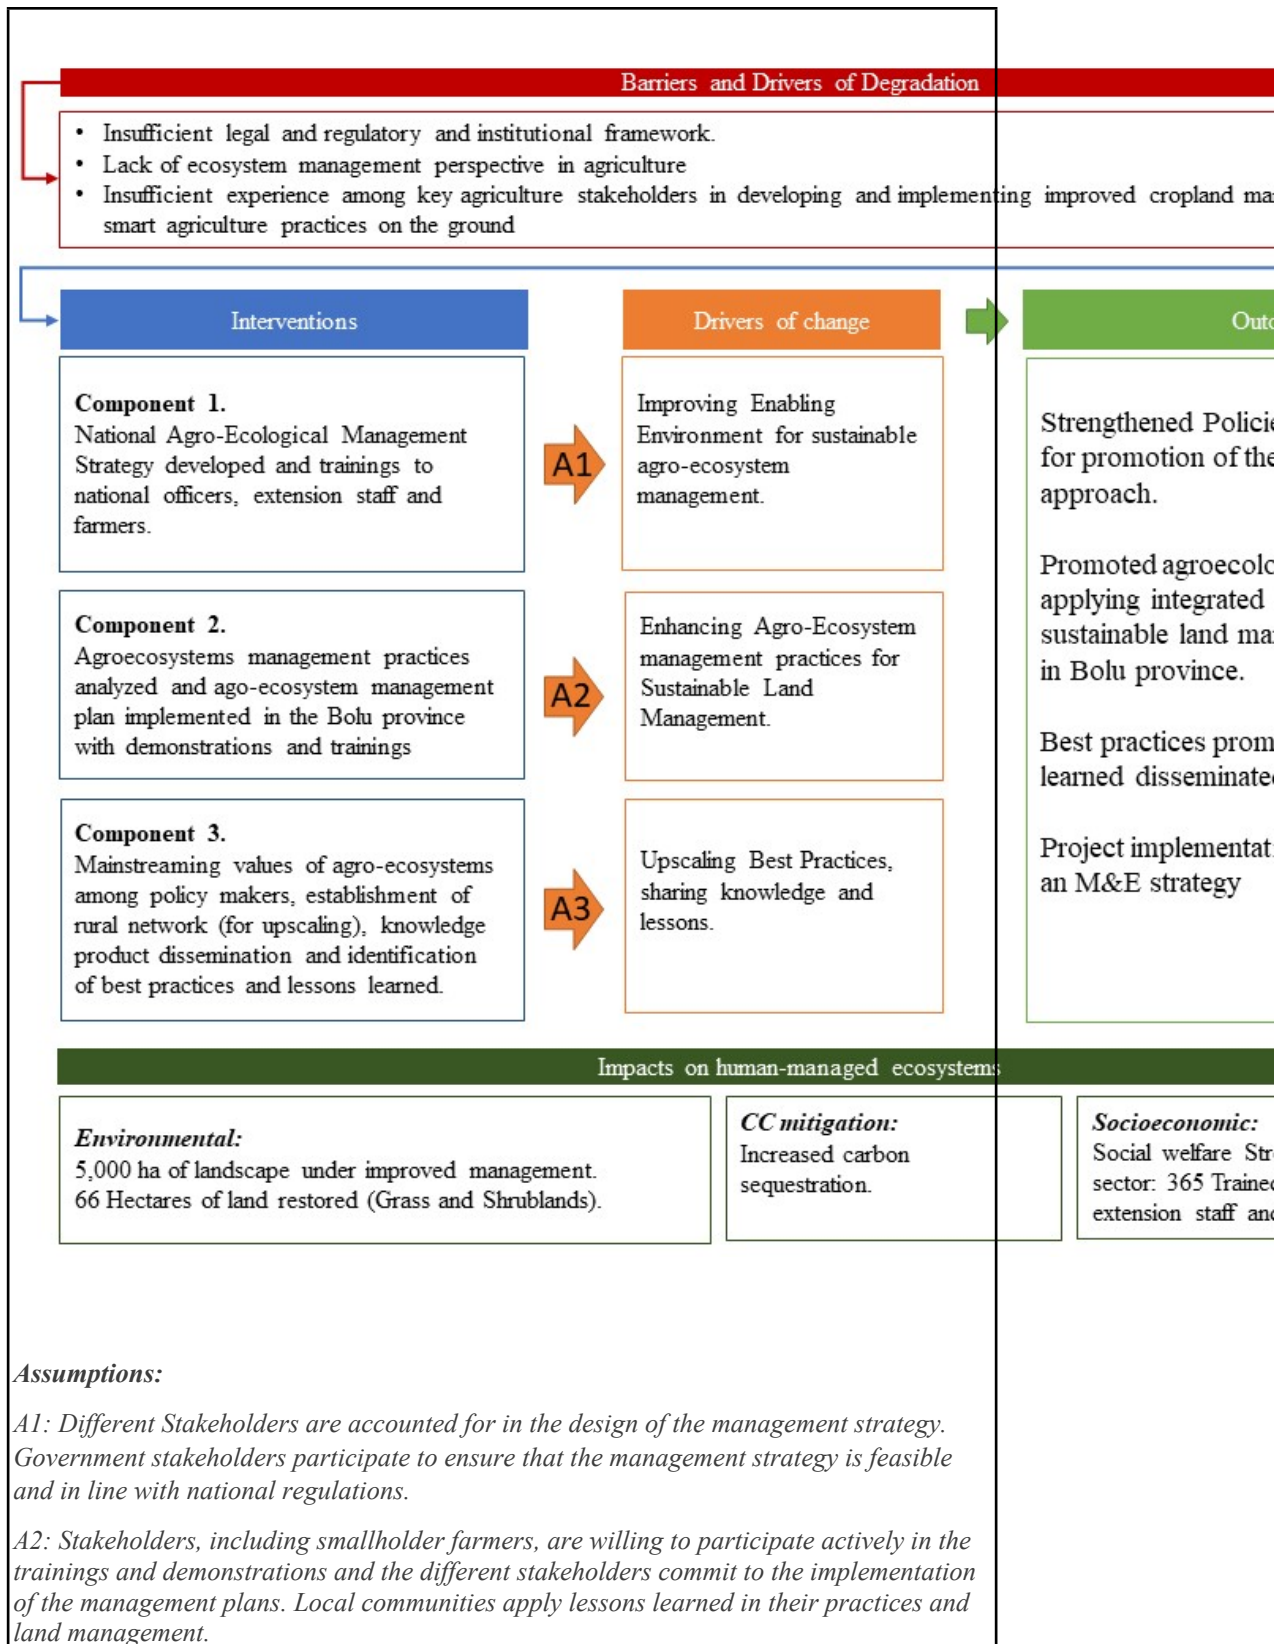 Barriers and Drivers of Degradation
• Insufficient legal and regulatory and institutional framework.
• Lack of ecosystem management perspective in agriculture
• Insufficient experience among key agriculture stakeholders in developing and implementing improved cropland
smart agriculture practices on the ground
Interventions
Drivers of change
Component 1.
National Agro-Ecological Management
Strategy developed and trainings to
national officers, extension staff and
farmers.
A1
Improving Enabling
Environment for sustainable
agro-ecosystem
management.
Component 2.
Agroecosystems management practices
analyzed and ago-ecosystem management
plan implemented in the Bolu province
with demonstrations and trainings
A2
Enhancing Agro-Ecosystem
management practices for
Sustainable Land
Management.
Component 3.
Mainstreaming values of agro-ecosystems
among policy makers, establishment of
rural network (for upscaling), knowledge
product dissemination and identification
of best practices and lessons learned.
A3
Upscaling Best Practices,
sharing knowledge and
lessons.
Strengthened
for promotion of the
approach.
Promoted
applying integrated
sustainable land
in Bolu province.
Best practices
learned
Project
an M&E strategy
Impacts on human-managed ecosystems
Environmental:
5,000 ha of landscape under improved management.
66 Hectares of land restored (Grass and Shrublands).
CC mitigation:
Increased carbon
sequestration.
Socioeconomic:
Social welfare
sector: 365
extension staff
Assumptions:
A1: Different Stakeholders are accounted for in the design of the management strategy.
Government stakeholders participate to ensure that the management strategy is feasible
and in line with national regulations.
A2: Stakeholders, including smallholder farmers, are willing to participate actively in the
trainings and demonstrations and the different stakeholders commit to the implementation
of the management plans. Local communities apply lessons learned in their practices and
land management.